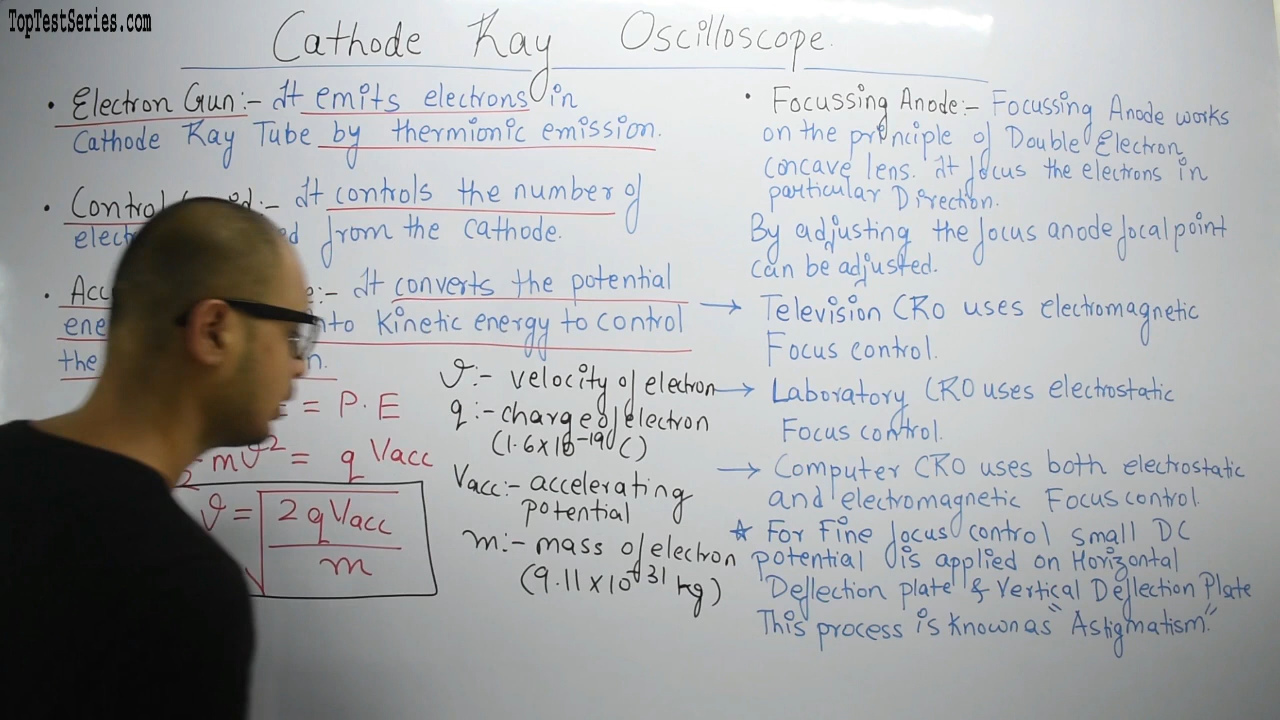 TopTestSeries.com
Cathode Ray Oscilloscope.
• Electron Gun:- It emits electrons in
Cathode Ray Tube by thermionic emission.
• Control :- It controls the number of
from the cathode.
• :- It converts the potential
into kinetic energy to control
the
= P.E
mv² = q Vacc
v = √ 2 q Vacc
m
v:- velocity of electron
q:- charge of electron
(1.6×10⁻¹⁹ C)
Vacc:- accelerating
potential
m:- mass of electron
(9.11×10⁻³¹ kg)
• Focussing Anode:- Focussing Anode works
on the principle of Double Electron
concave lens. It focus the electrons in
particular Direction.
By adjusting the focus anode focal point
can be adjusted.
→ Television CRO uses electromagnetic
Focus control.
→ Laboratory CRO uses electrostatic
Focus control.
→ Computer CRO uses both electrostatic
and electromagnetic Focus control.
★ For Fine focus control small DC
potential is applied on Horizontal
Deflection plate & Vertical Deflection Plate
This process is known as "Astigmatism."